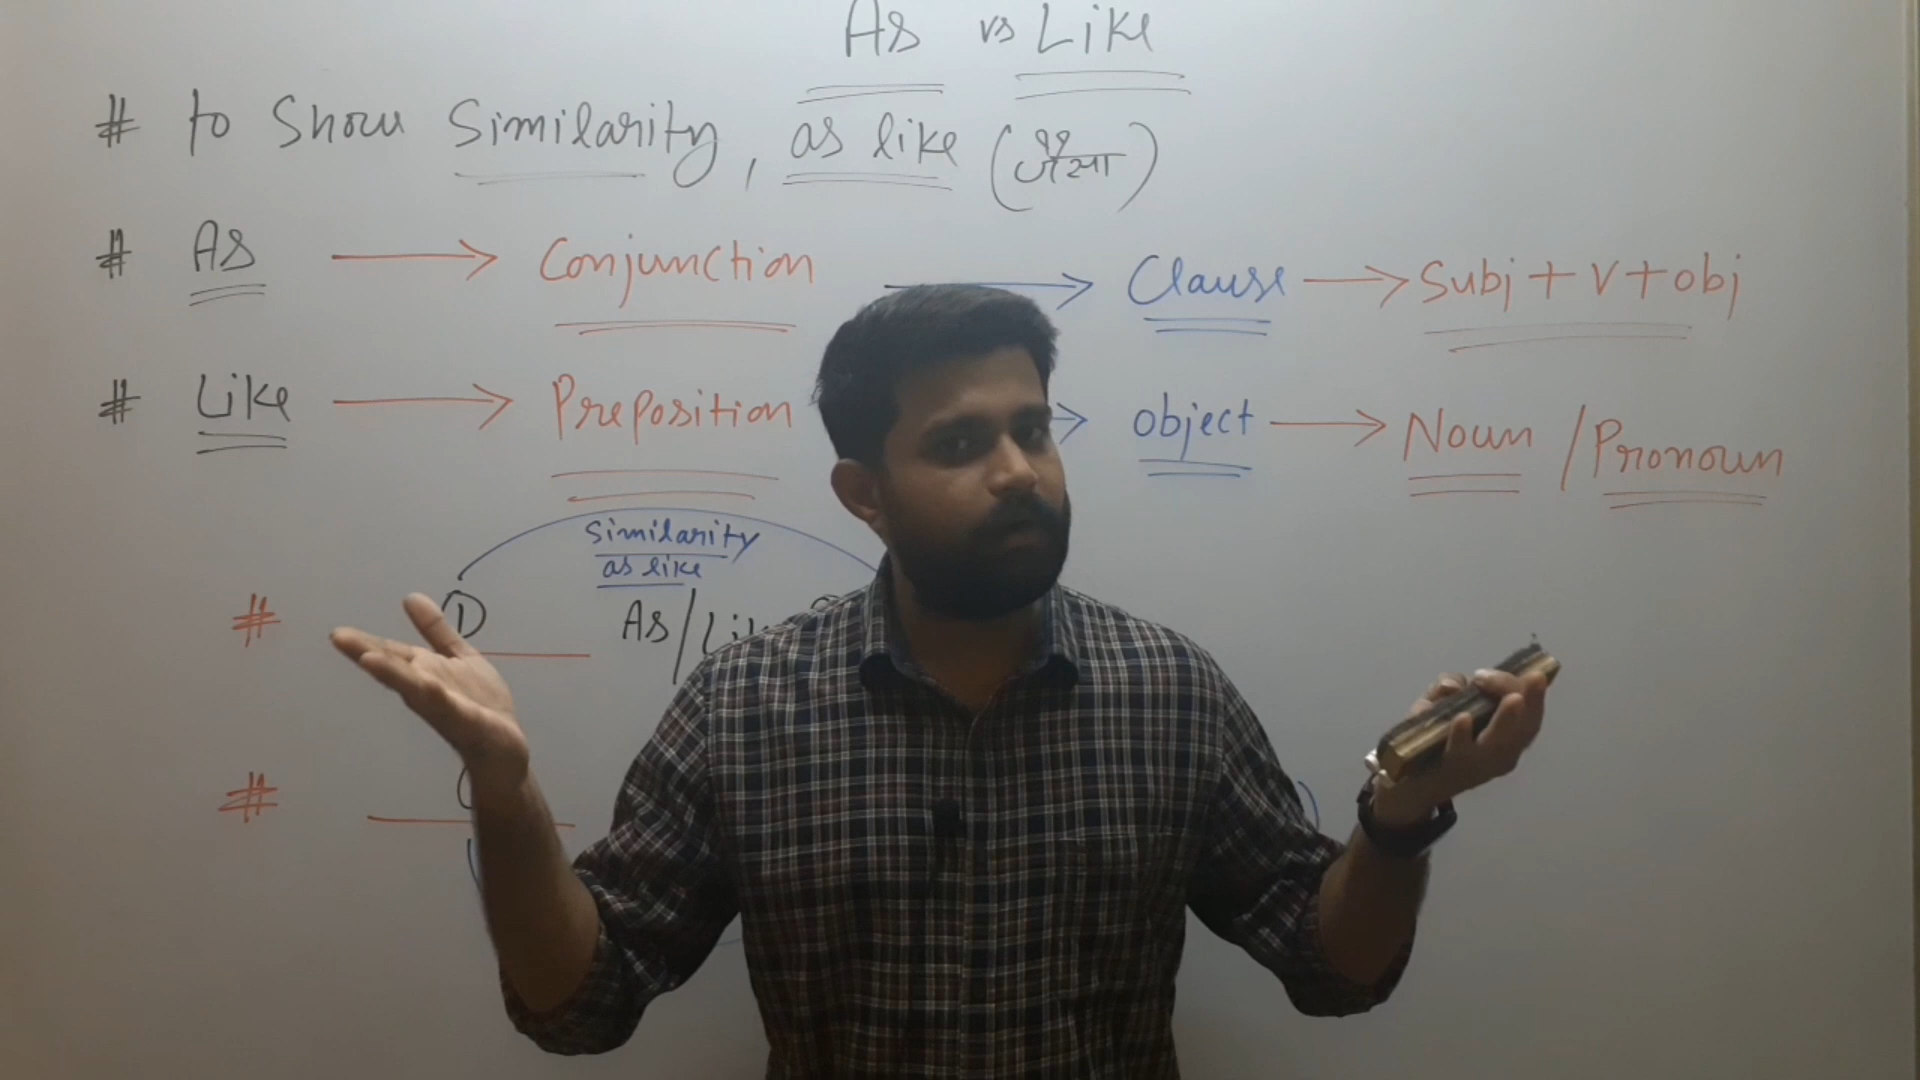 As vs Like
# to Show Similarity, as like (जैसा)
# As → Conjunction → Clause → Subj + V + obj
# Like → Preposition → object → Noun / Pronoun
Similarity
as like
# As/
#